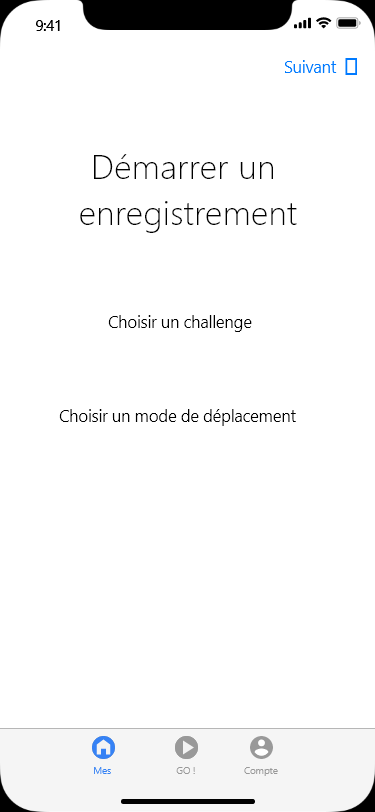 9:41
Suivant
Démarrer un
enregistrement
Choisir un challenge
Choisir un mode de déplacement
Mes
GO !
Compte